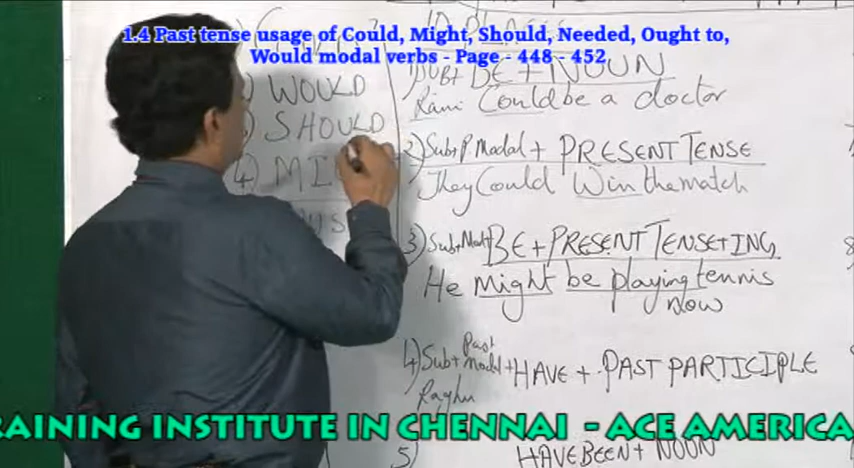 1.4 Past tense usage of Could, Might, Should, Needed, Ought to,
Would modal verbs - Page - 448 - 452
WOULD
SHOULD
4) MI
1) SUB+ BE + NOUN
Rami Could be a doctor
2) Sub+P Modal + PRESENT TENSE
They Could Win the match
3) Sub+Modl+ BE + PRESENT TENSE+ING
He might be playing tennis
now
4) Sub+ Past modal + HAVE + PAST PARTICIPLE
Raghu
5) HAVE BEEN + NOUN
RAINING INSTITUTE IN CHENNAI - ACE AMERICA